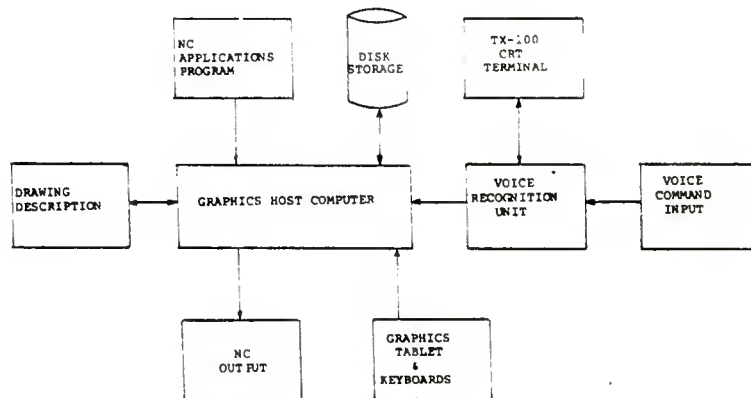 NC
APPLICATIONS
PROGRAM
DISK
STORAGE
TX-100
CRT
TERMINAL
DRAWING
DESCRIPTION
GRAPHICS HOST COMPUTER
VOICE
RECOGNITION
UNIT
VOICE
COMMAND
INPUT
NC
OUTPUT
GRAPHICS
TABLET
&
KEYBOARDS